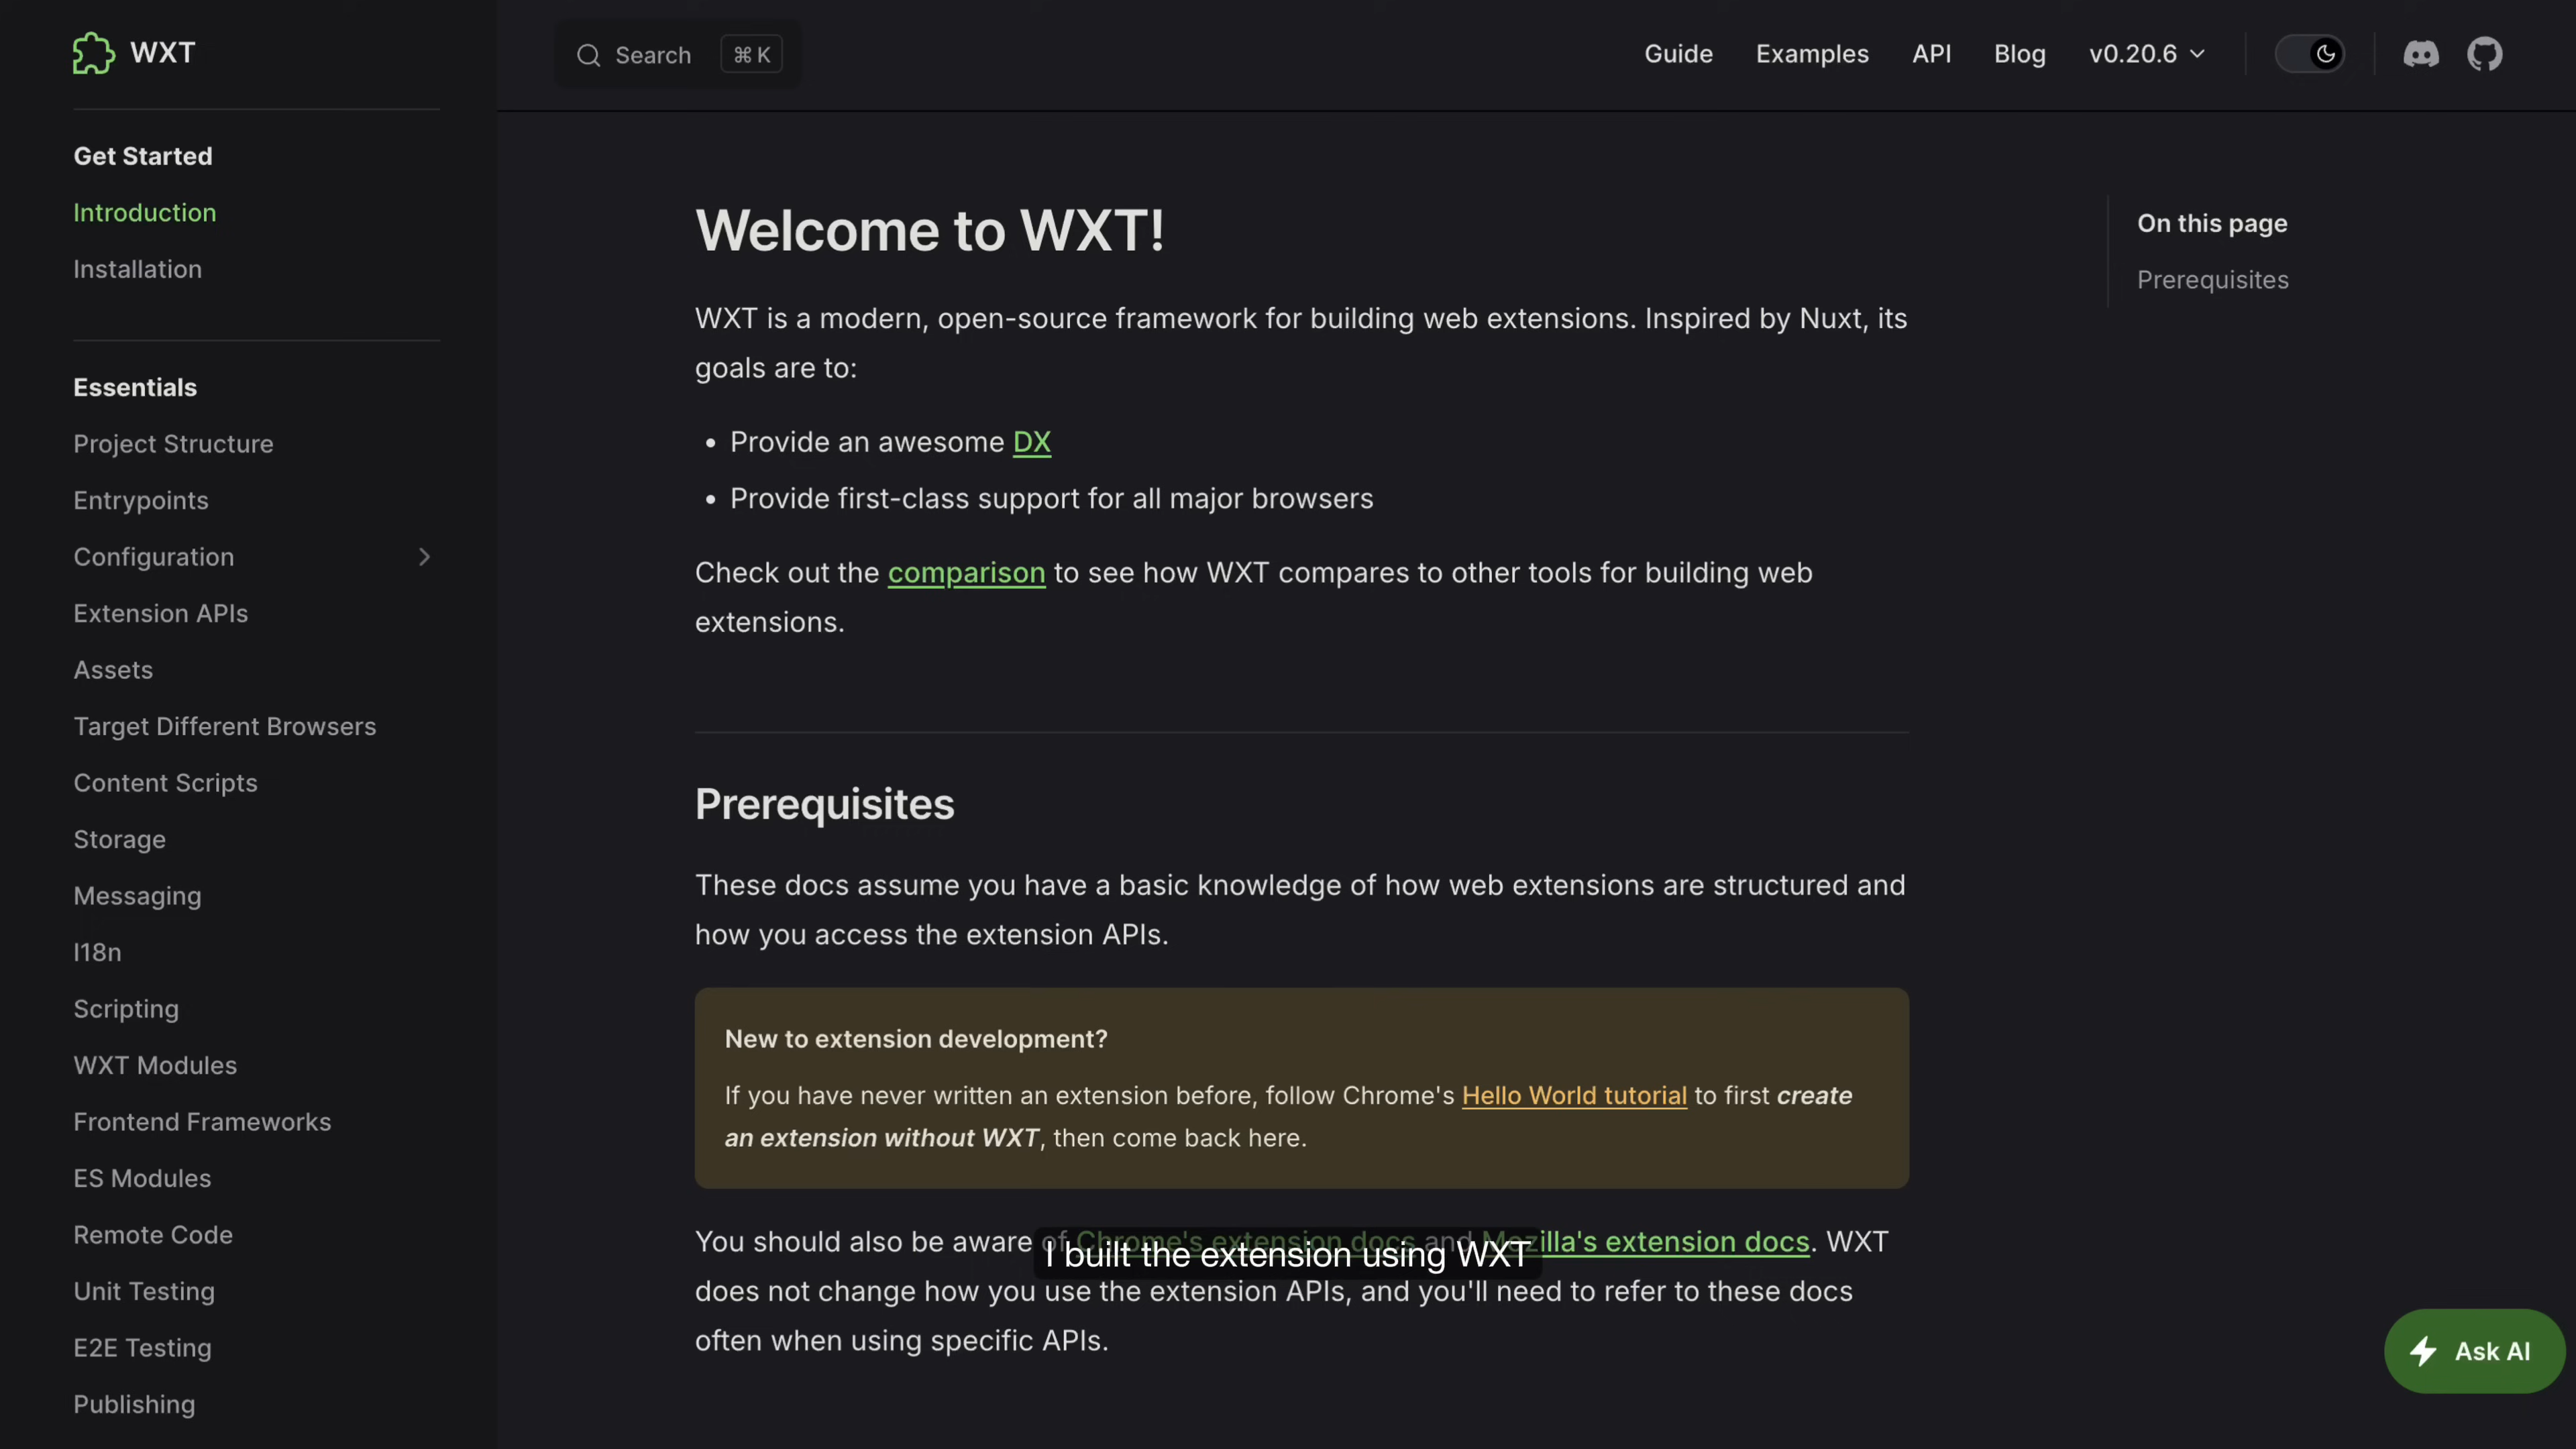 WXT
Search
⌘ K
Guide
Examples
API
Blog
v0.20.6
Get Started
Introduction
Installation
Essentials
Project Structure
Entrypoints
Configuration
Extension APIs
Assets
Target Different Browsers
Content Scripts
Storage
Messaging
I18n
Scripting
WXT Modules
Frontend Frameworks
ES Modules
Remote Code
Unit Testing
E2E Testing
Publishing
Welcome to WXT!
WXT is a modern, open-source framework for building web extensions. Inspired by Nuxt, its
goals are to:
• Provide an awesome DX
• Provide first-class support for all major browsers
Check out the comparison to see how WXT compares to other tools for building web
extensions.
Prerequisites
These docs assume you have a basic knowledge of how web extensions are structured and
how you access the extension APIs.
New to extension development?
If you have never written an extension before, follow Chrome's Hello World tutorial to first create
an extension without WXT, then come back here.
You should also be aware of Chrome's extension docs and Mozilla's extension docs. WXT
does not change how you use the extension APIs, and you'll need to refer to these docs
often when using specific APIs.
I built the extension using WXT
On this page
Prerequisites
Ask AI